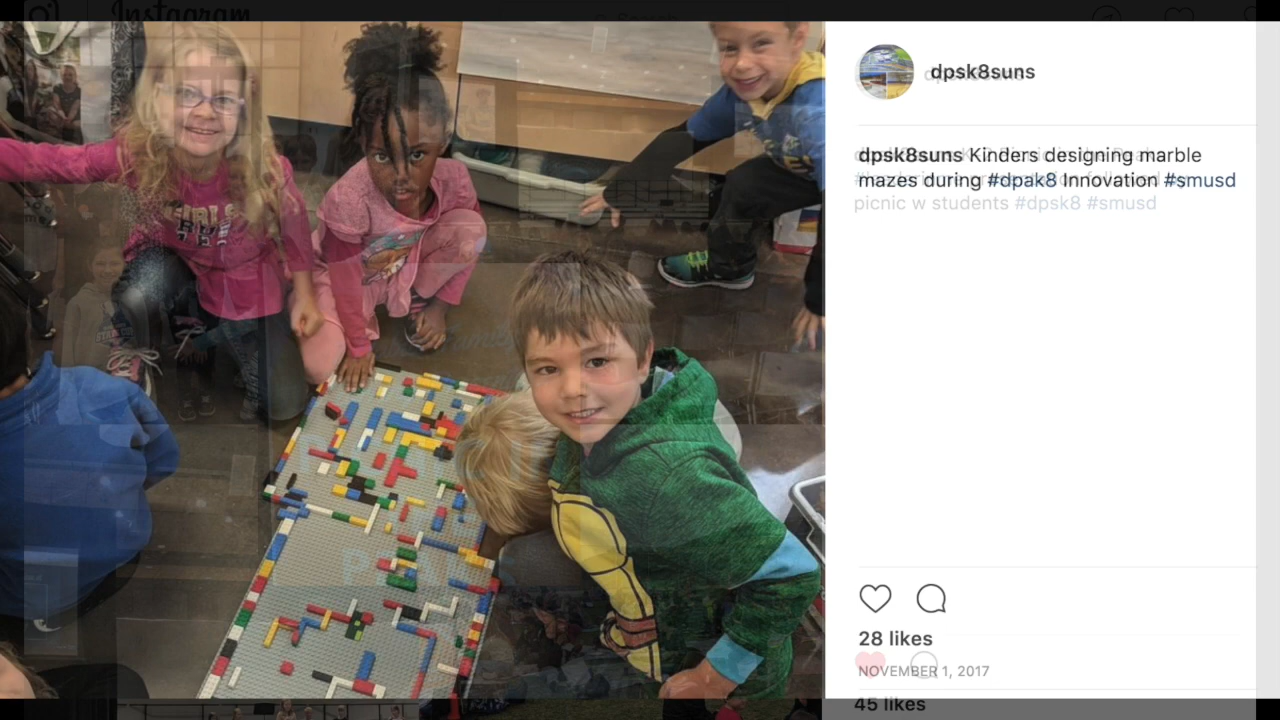 Instagram
dpsk8suns
dpsk8suns Kinders designing marble
mazes during #dpak8 innovation #smusd
picnic w students #dpsk8 #smusd
28 likes
NOVEMBER 1, 2017
45 likes